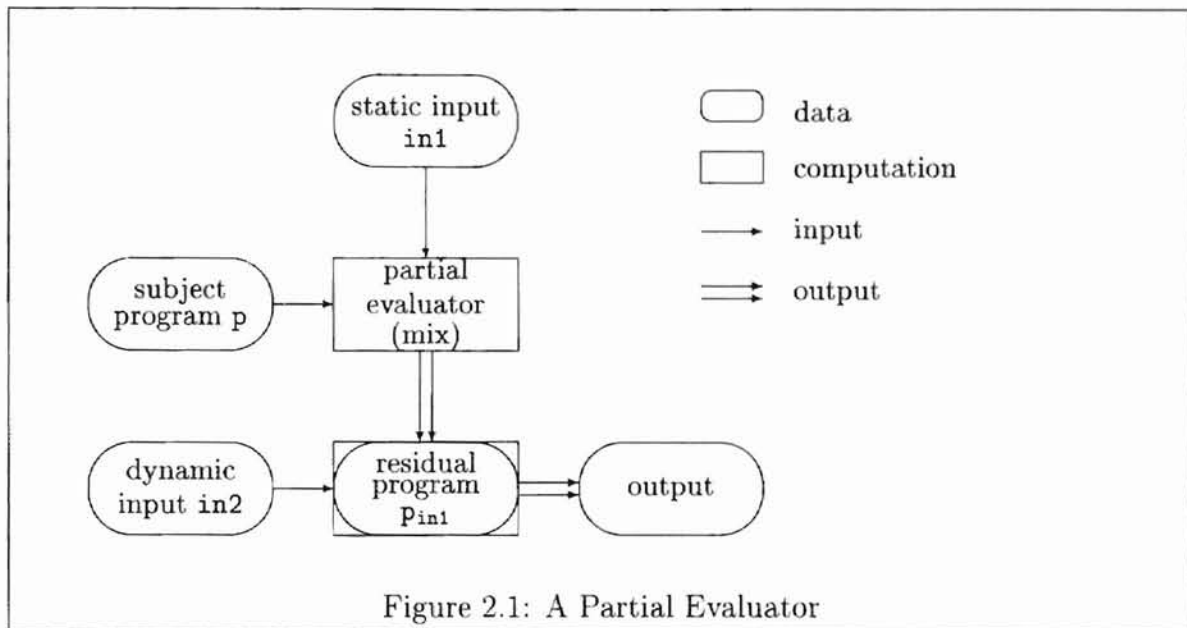 static input
in1
data
computation
input
output
partial
evaluator
(mix)
subject
program p
dynamic
input in2
residual
program
p_in1
output
Figure 2.1: A Partial Evaluator